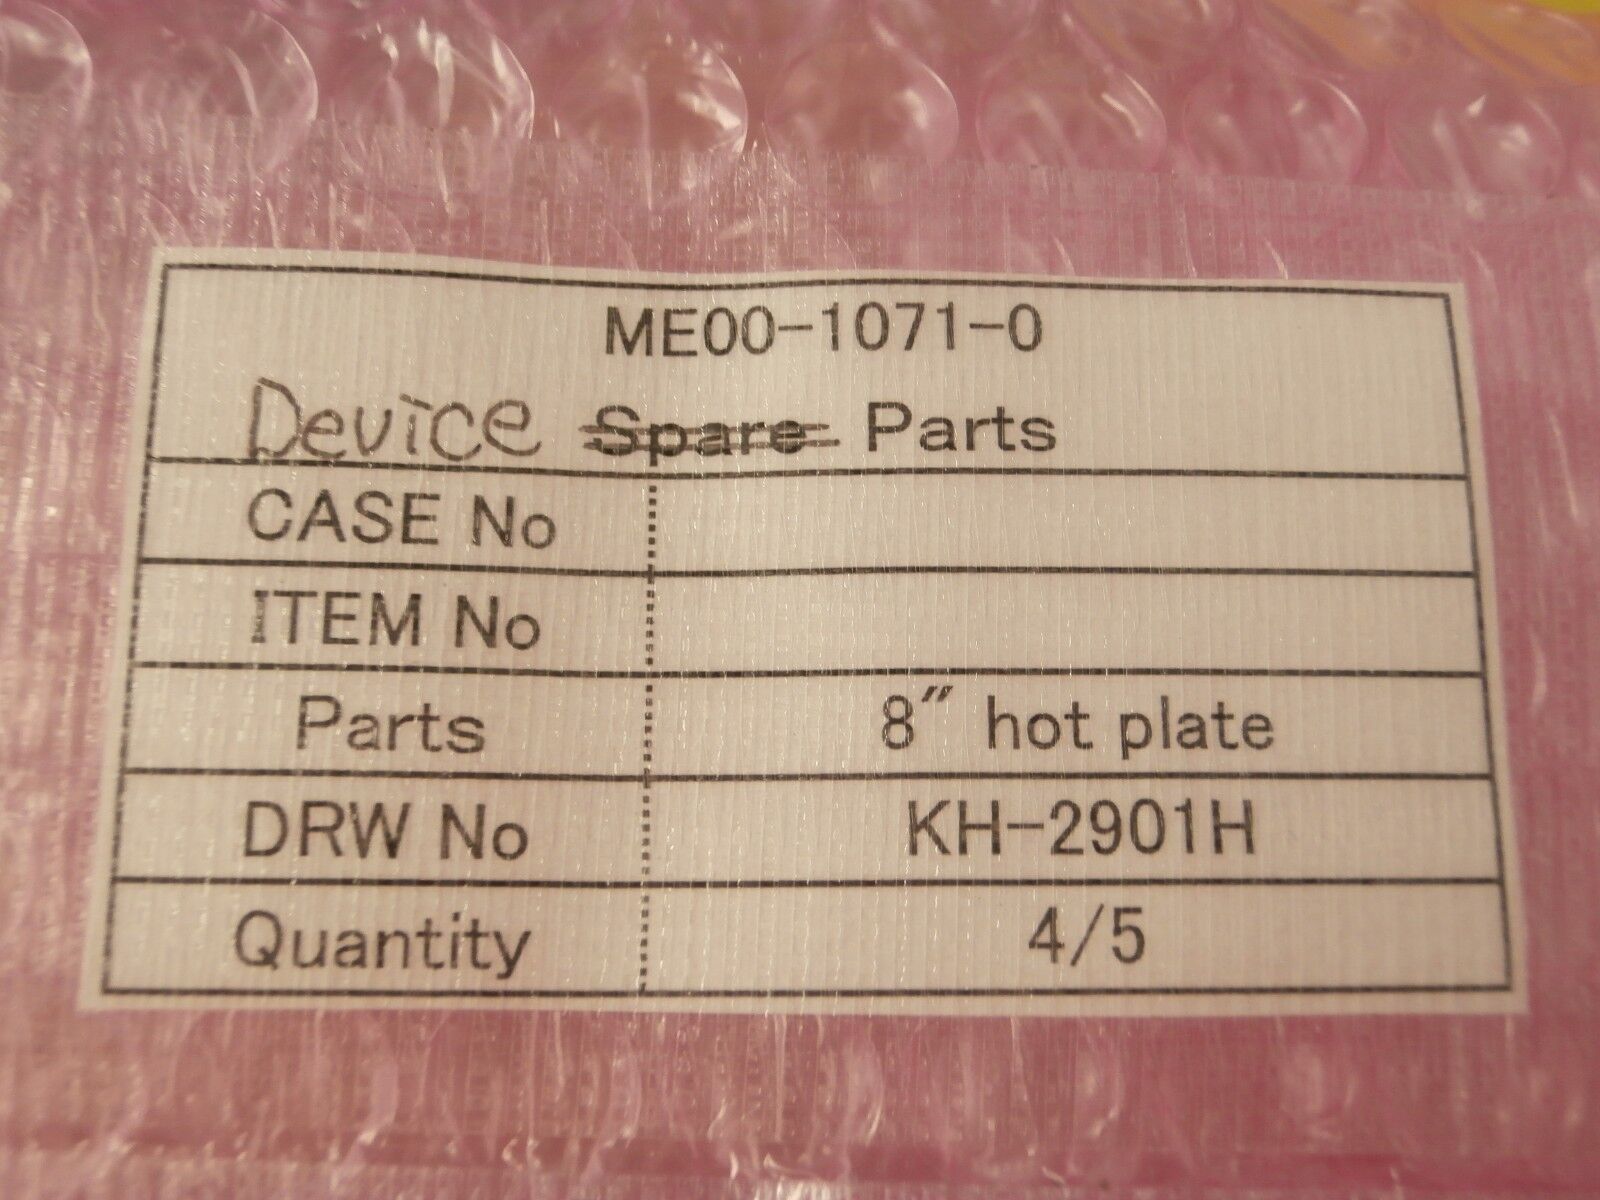 ME00-1071-0
Device Spare Parts
CASE No
ITEM No
Parts 8" hot plate
DRW No KH-2901H
Quantity 4/5